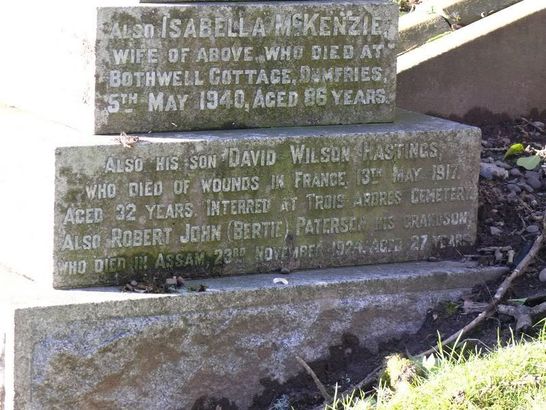 ALSO ISABELLA MCKENZIE,
WIFE OF ABOVE, WHO DIED AT
BOTHWELL COTTAGE, DUMFRIES,
5TH MAY 1940, AGED 86 YEARS.
ALSO HIS SON DAVID WILSON HASTINGS,
WHO DIED OF WOUNDS IN FRANCE, 13TH MAY, 1917,
AGED 32 YEARS. INTERRED AT TROIS ARBRES CEMETERY.
ALSO ROBERT JOHN (BERTIE) PATERSON, HIS GRANDSON,
WHO DIED IN ASSAM, 23RD NOVEMBER 1924, AGED 27 YEARS.